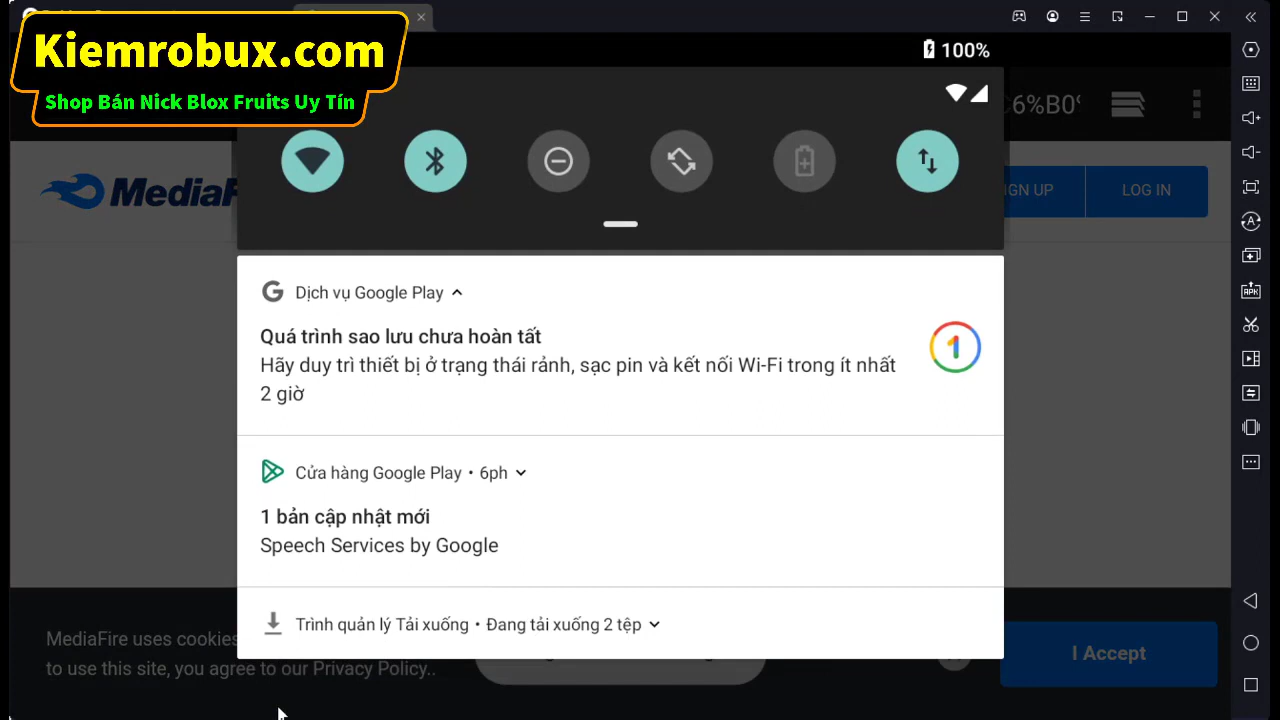 Kiemrobux.com
Shop Bán Nick Blox Fruits Uy Tín
100%
6%B0%
MediaF
GN UP
LOG IN
Dịch vụ Google Play
Quá trình sao lưu chưa hoàn tất
Hãy duy trì thiết bị ở trạng thái rảnh, sạc pin và kết nối Wi-Fi trong ít nhất
2 giờ
Cửa hàng Google Play • 6ph
1 bản cập nhật mới
Speech Services by Google
Trình quản lý Tải xuống • Đang tải xuống 2 tệp
MediaFire uses cookies
to use this site, you agree to our Privacy Policy..
I Accept